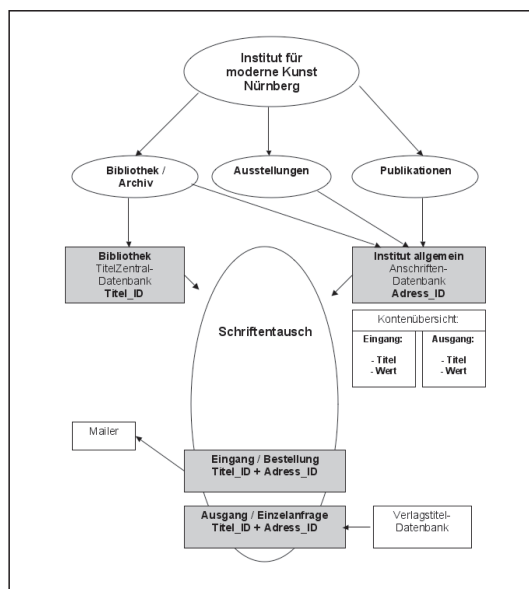 Institut für
moderne Kunst
Nürnberg
Bibliothek /
Archiv
Ausstellungen
Publikationen
Bibliothek
TitelZentral-
Datenbank
Titel_ID
Institut allgemein
Anschriften-
Datenbank
Adress_ID
Schriftentausch
Kontenübersicht:
Eingang:
- Titel
- Wert
Ausgang:
- Titel
- Wert
Mailer
Eingang / Bestellung
Titel_ID + Adress_ID
Ausgang / Einzelanfrage
Titel_ID + Adress_ID
Verlagstitel-
Datenbank